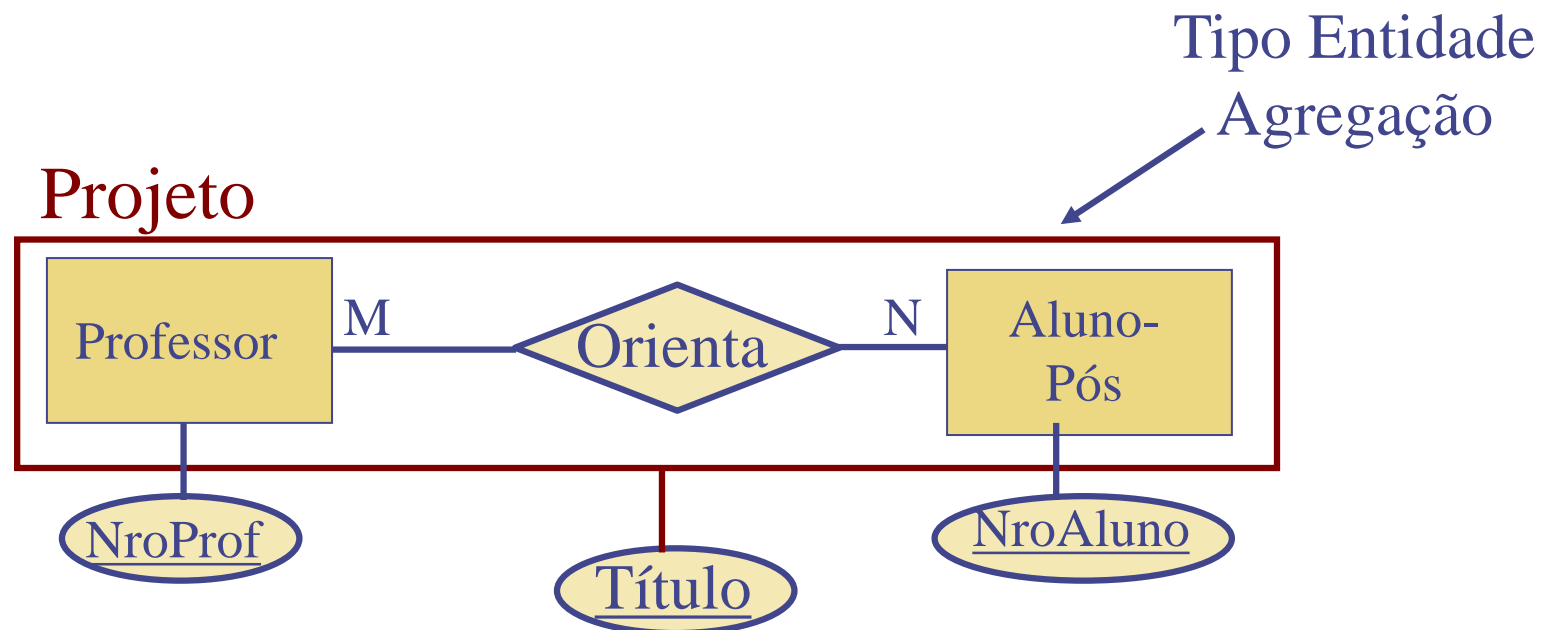 Tipo Entidade
Agregação
Projeto
Professor
M
Orienta
N
Aluno-
Pós
NroProf
Título
NroAluno